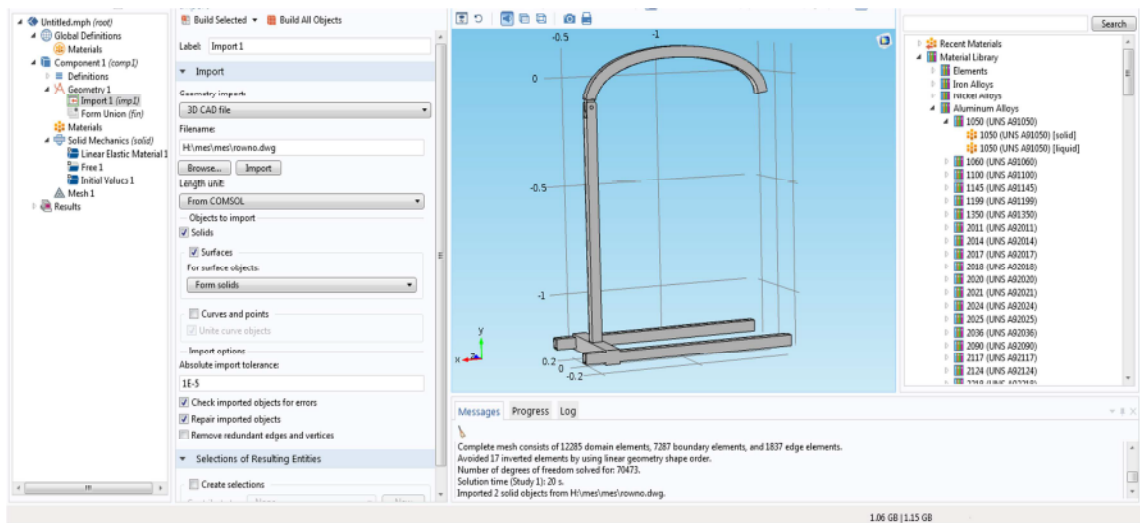 Untitled.mph (root)
Global Definitions
Materials
Component 1 (comp1)
Definitions
Geometry 1
Import 1 (imp1)
Form Union (fin)
Materials
Solid Mechanics (solid)
Linear Elastic Material 1
Free 1
Initial Values 1
Mesh 1
Results
Build Selected Build All Objects
Label: Import 1
Import
Geometry import:
3D CAD file
Filename:
H:\mes\mes\rowno.dwg
Browse... Import
Length unit:
From COMSOL
Objects to import
Solids
Surfaces
For surface objects:
Form solids
Curves and points
Unite curve objects
Import options
Absolute import tolerance:
1E-5
Check imported objects for errors
Repair imported objects
Remove redundant edges and vertices
Selections of Resulting Entities
Create selections
-0.5
-1
0
-0.5
-1
y
x
z
0.2
0
-0.2
Messages Progress Log
Complete mesh consists of 12285 domain elements, 7287 boundary elements, and 1837 edge elements.
Avoided 17 inverted elements by using linear geometry shape order.
Number of degrees of freedom solved for: 70473.
Solution time (Study 1): 20 s.
Imported 2 solid objects from H:\mes\mes\rowno.dwg.
Search
Recent Materials
Material Library
Elements
Iron Alloys
Nickel Alloys
Aluminum Alloys
1050 (UNS A91050)
1050 (UNS A91050) [solid]
1050 (UNS A91050) [liquid]
1060 (UNS A91060)
1100 (UNS A91100)
1145 (UNS A91145)
1199 (UNS A91199)
1350 (UNS A91350)
2011 (UNS A92011)
2014 (UNS A92014)
2017 (UNS A92017)
2018 (UNS A92018)
2020 (UNS A92020)
2021 (UNS A92021)
2024 (UNS A92024)
2025 (UNS A92025)
2036 (UNS A92036)
2090 (UNS A92090)
2117 (UNS A92117)
2124 (UNS A92124)
1.06 GB | 1.15 GB